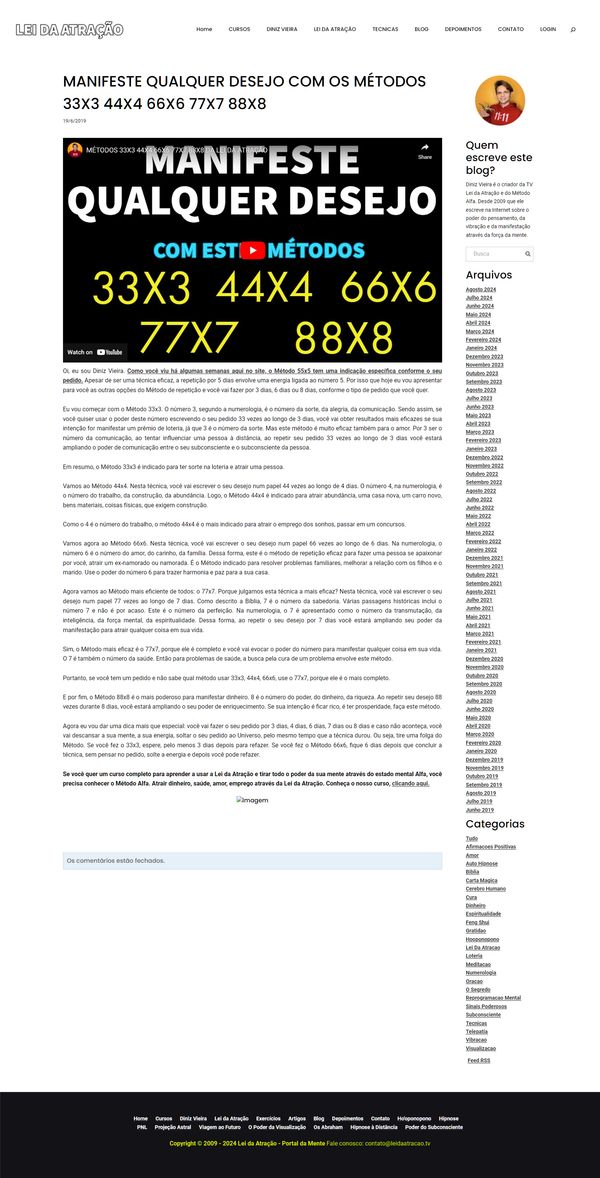 LEI DA ATRAÇÃO
Home CURSOS DINIZ VIEIRA LEI DA ATRAÇÃO TECNICAS BLOG DEPOIMENTOS CONTATO LOGIN
MANIFESTE QUALQUER DESEJO COM OS MÉTODOS
33X3 44X4 66X6 77X7 88X8
19/6/2019
MÉTODOS 33X3 44X4 66X6 77X7 88X8 DA LEI DA ATRAÇÃO
Share
MANIFESTE
QUALQUER DESEJO
COM ESTES MÉTODOS
33X3 44X4 66X6
77X7 88X8
Watch on YouTube
Oi, eu sou Diniz Vieira. Como você viu há algumas semanas aqui no site, o Método 55x5 tem uma indicação específica conforme o seu
pedido. Apesar de ser uma técnica eficaz, a repetição por 5 dias envolve uma energia ligada ao número 5. Por isso que hoje eu vou apresentar
para você as outras opções do Método de repetição e você vai fazer por 3 dias, 6 dias ou 8 dias, conforme o tipo de pedido que você quer.
Eu vou começar com o Método 33x3. O número 3, segundo a numerologia, é o número da sorte, da alegria, da comunicação. Sendo assim, se
você quiser usar o poder deste número escrevendo o seu pedido 33 vezes ao longo de 3 dias, você vai obter resultados mais eficazes se sua
intenção for manifestar um prêmio de loteria, já que 3 é o número da sorte. Mas este método é muito eficaz também para o amor. Por 3 ser o
número da comunicação, ao tentar influenciar uma pessoa à distância, ao repetir seu pedido 33 vezes ao longo de 3 dias você estará
ampliando o poder de comunicação entre o seu subconsciente e o subconsciente da pessoa.
Em resumo, o Método 33x3 é indicado para ter sorte na loteria e atrair uma pessoa.
Vamos ao Método 44x4. Nesta técnica, você vai escrever o seu desejo num papel 44 vezes ao longo de 4 dias. O número 4, na numerologia, é
o número do trabalho, da construção, da abundância. Logo, o Método 44x4 é indicado para atrair abundância, uma casa nova, um carro novo,
bens materiais, coisas físicas, que exigem construção.
Como o 4 é o número do trabalho, o método 44x4 é o mais indicado para atrair o emprego dos sonhos, passar em um concursos.
Vamos agora ao Método 66x6. Nesta técnica, você vai escrever o seu desejo num papel 66 vezes ao longo de 6 dias. Na numerologia, o
número 6 é o número do amor, do carinho, da família. Dessa forma, este é o método de repetição eficaz para fazer uma pessoa se apaixonar
por você, atrair um ex-namorado ou namorada. É o Método indicado para resolver problemas familiares, melhorar a relação com os filhos e o
marido. Use o poder do número 6 para trazer harmonia e paz para a sua casa.
Agora vamos ao Método mais eficiente de todos: o 77x7. Porque julgamos esta técnica a mais eficaz? Nesta técnica, você vai escrever o seu
desejo num papel 77 vezes ao longo de 7 dias. Como descrito a Bíblia, 7 é o número da sabedoria. Várias passagens históricas inclui o
número 7 e não é por acaso. Este é o número da perfeição. Na numerologia, o 7 é apresentado como o número da transmutação, da
inteligência, da força mental, da espiritualidade. Dessa forma, ao repetir o seu desejo por 7 dias você estará ampliando seu poder da
manifestação para atrair qualquer coisa em sua vida.
Sim, o Método mais eficaz é o 77x7, porque ele é completo e você vai evocar o poder do número para manifestar qualquer coisa em sua vida.
O 7 é também o número da saúde. Então para problemas de saúde, a busca pela cura de um problema envolve este método.
Portanto, se você tem um pedido e não sabe qual método usar 33x3, 44x4, 66x6, use o 77x7, porque ele é o mais completo.
E por fim, o Método 88x8 é o mais poderoso para manifestar dinheiro. 8 é o número do poder, do dinheiro, da riqueza. Ao repetir seu desejo 88
vezes durante 8 dias, você estará ampliando o seu poder de enriquecimento. Se sua intenção é ficar rico, é ter prosperidade, faça este método.
Agora eu vou dar uma dica mais que especial: você vai fazer o seu pedido por 3 dias, 4 dias, 6 dias, 7 dias ou 8 dias e caso não aconteça, você
vai descansar a sua mente, a sua energia, soltar o seu pedido ao Universo, pelo mesmo tempo que a técnica durou. Ou seja, tire uma folga do
Método. Se você fez o 33x3, espere, pelo menos 3 dias depois para refazer. Se você fez o Método 66x6, fique 6 dias depois que concluir a
técnica, sem pensar no pedido, solte a energia e depois você pode refazer.
Se você quer um curso completo para aprender a usar a Lei da Atração e tirar todo o poder da sua mente através do estado mental Alfa, você
precisa conhecer o Método Alfa. Atrair dinheiro, saúde, amor, emprego através da Lei da Atração. Conheça o nosso curso, clicando aqui.
Imagem
Os comentários estão fechados.
11:11
Quem
escreve este
blog?
Diniz Vieira é o criador da TV
Lei da Atração e do Método
Alfa. Desde 2009 que ele
escreve na Internet sobre o
poder do pensamento, da
vibração e da manifestação
através da força da mente.
Busca
Arquivos
Agosto 2024
Julho 2024
Junho 2024
Maio 2024
Abril 2024
Março 2024
Fevereiro 2024
Janeiro 2024
Dezembro 2023
Novembro 2023
Outubro 2023
Setembro 2023
Agosto 2023
Julho 2023
Junho 2023
Maio 2023
Abril 2023
Março 2023
Fevereiro 2023
Janeiro 2023
Dezembro 2022
Novembro 2022
Outubro 2022
Setembro 2022
Agosto 2022
Julho 2022
Junho 2022
Maio 2022
Abril 2022
Março 2022
Fevereiro 2022
Janeiro 2022
Dezembro 2021
Novembro 2021
Outubro 2021
Setembro 2021
Agosto 2021
Julho 2021
Junho 2021
Maio 2021
Abril 2021
Março 2021
Fevereiro 2021
Janeiro 2021
Dezembro 2020
Novembro 2020
Outubro 2020
Setembro 2020
Agosto 2020
Julho 2020
Junho 2020
Maio 2020
Abril 2020
Março 2020
Fevereiro 2020
Janeiro 2020
Dezembro 2019
Novembro 2019
Outubro 2019
Setembro 2019
Agosto 2019
Julho 2019
Junho 2019
Categorias
Tudo
Afirmacoes Positivas
Amor
Auto Hipnose
Biblia
Carta Magica
Cerebro Humano
Cura
Dinheiro
Espiritualidade
Feng Shui
Gratidao
Hooponopono
Lei Da Atracao
Loteria
Meditacao
Numerologia
Oracao
O Segredo
Reprogramacao Mental
Sinais Poderosos
Subconsciente
Tecnicas
Telepatia
Vibracao
Visualizacao
Feed RSS
Home Cursos Diniz Vieira Lei da Atração Exercícios Artigos Blog Depoimentos Contato Ho'oponopono Hipnose
PNL Projeção Astral Viagem ao Futuro O Poder da Visualização Os Abraham Hipnose à Distância Poder do Subconsciente
Copyright © 2009 - 2024 Lei da Atração - Portal da Mente Fale conosco: contato@leidaatracao.tv